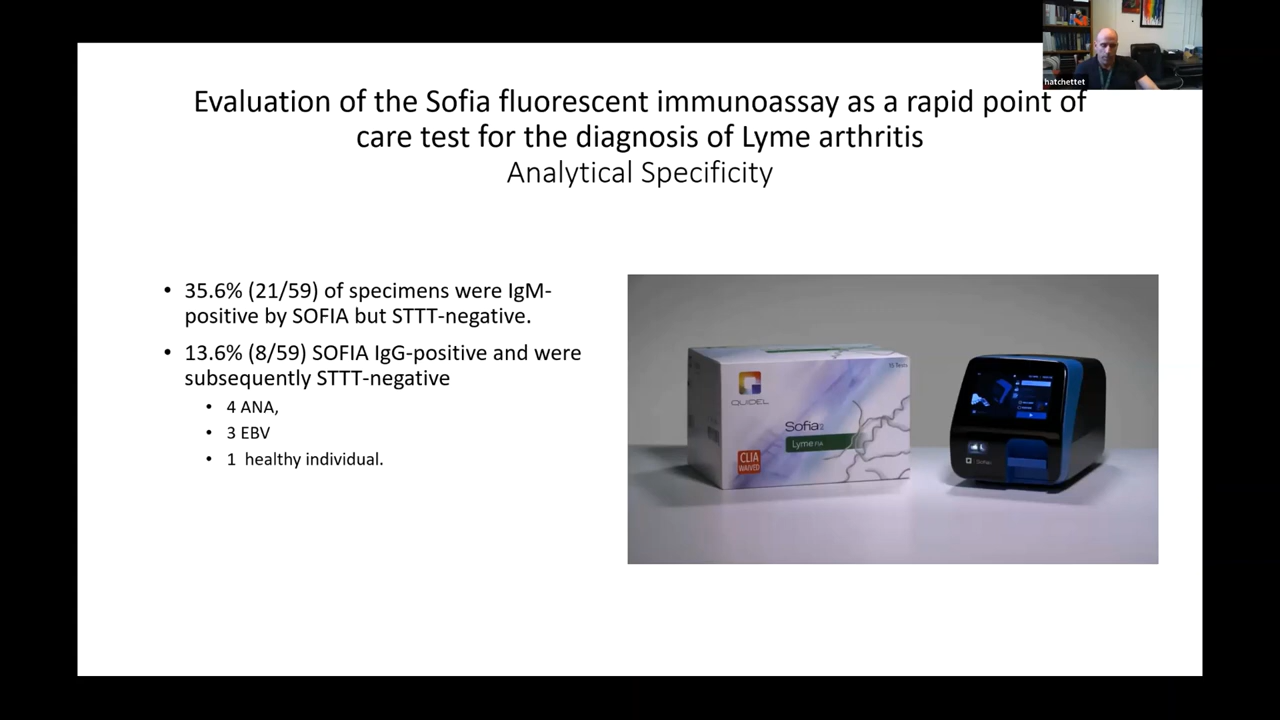 hatchettet
Evaluation of the Sofia fluorescent immunoassay as a rapid point of
care test for the diagnosis of Lyme arthritis
Analytical Specificity
• 35.6% (21/59) of specimens were IgM-
positive by SOFIA but STTT-negative.
• 13.6% (8/59) SOFIA IgG-positive and were
subsequently STTT-negative
• 4 ANA,
• 3 EBV
• 1 healthy individual.
QUIDEL
Sofia2
Lyme FIA
CLIA
WAIVED
Sofia2